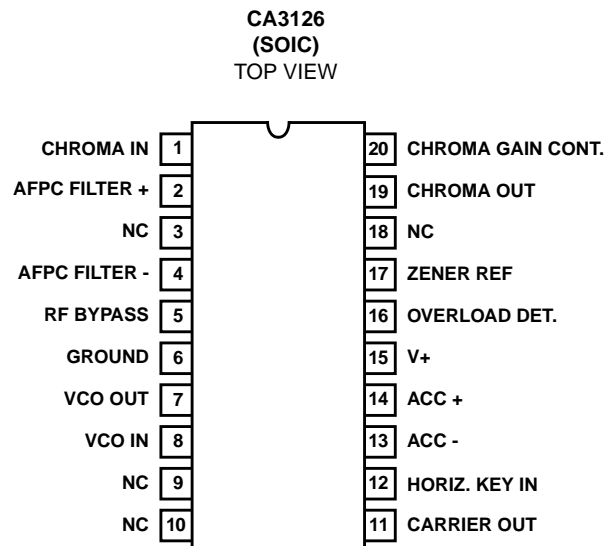 CA3126
(SOIC)
TOP VIEW
CHROMA IN 1
AFPC FILTER + 2
NC 3
AFPC FILTER - 4
RF BYPASS 5
GROUND 6
VCO OUT 7
VCO IN 8
NC 9
NC 10
20 CHROMA GAIN CONT.
19 CHROMA OUT
18 NC
17 ZENER REF
16 OVERLOAD DET.
15 V+
14 ACC +
13 ACC -
12 HORIZ. KEY IN
11 CARRIER OUT